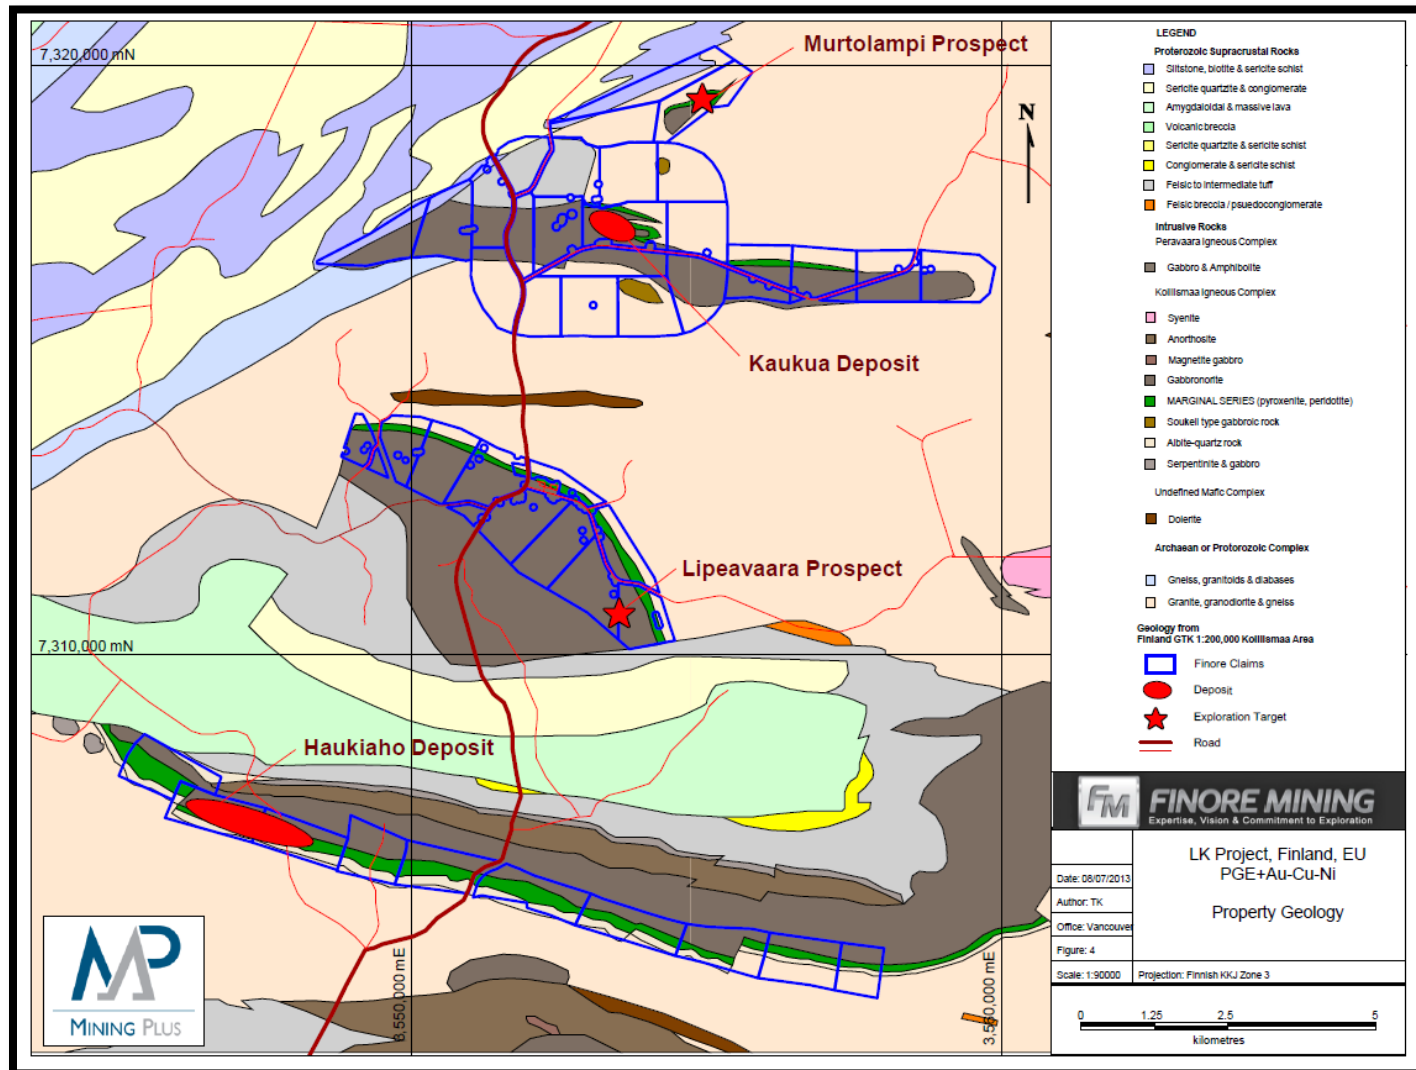 Murtolampi Prospect
7,320,000 mN
N
Kaukua Deposit
Lipeavaara Prospect
7,310,000 mN
Haukiaho Deposit
3,550,000 mE
3,560,000 mE
MP
MINING PLUS
LEGEND
Proterozoic Supracrustal Rocks
Siltstone, biotite & sericite schist
Sericite quartzite & conglomerate
Amygdaloidal & massive lava
Volcanic breccia
Sericite quartzite & sericite schist
Conglomerate & sericite schist
Felsic to intermediate tuff
Felsic breccia / psuedoconglomerate
Intrusive Rocks
Peravaara Igneous Complex
Gabbro & Amphibolite
Koillismaa Igneous Complex
Syenite
Anorthosite
Magnetite gabbro
Gabbronorite
MARGINAL SERIES (pyroxenite, peridotite)
Soukeli type gabbroic rock
Albite-quartz rock
Serpentinite & gabbro
Undefined Mafic Complex
Dolerite
Archaean or Protorozoic Complex
Gneiss, granitoids & diabases
Granite, granodiorite & gneiss
Geology from
Finland GTK 1:200,000 Koillismaa Area
Finore Claims
Deposit
Exploration Target
Road
FM
FINORE MINING
Expertise, Vision & Commitment to Exploration
LK Project, Finland, EU
PGE+Au-Cu-Ni
Property Geology
Date: 08/07/2013
Author: TK
Office: Vancouver
Figure: 4
Scale: 1:90000
Projection: Finnish KKJ Zone 3
0 1.25 2.5 5
kilometres